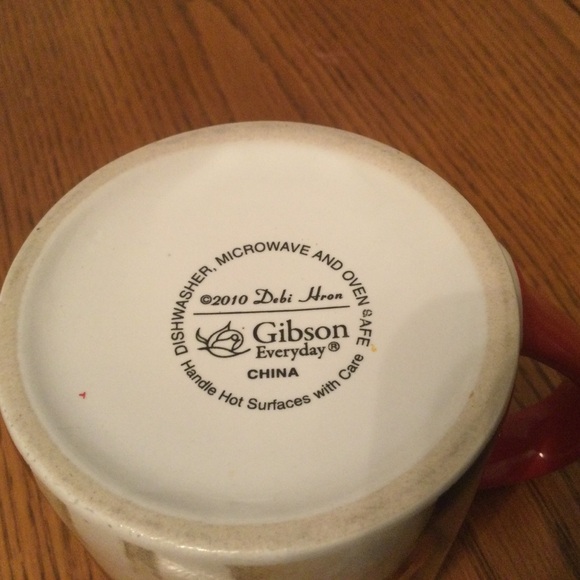 DISHWASHER, MICROWAVE AND OVEN SAFE
©2010 Debi Hron
Gibson
Everyday®
CHINA
Handle Hot Surfaces with Care